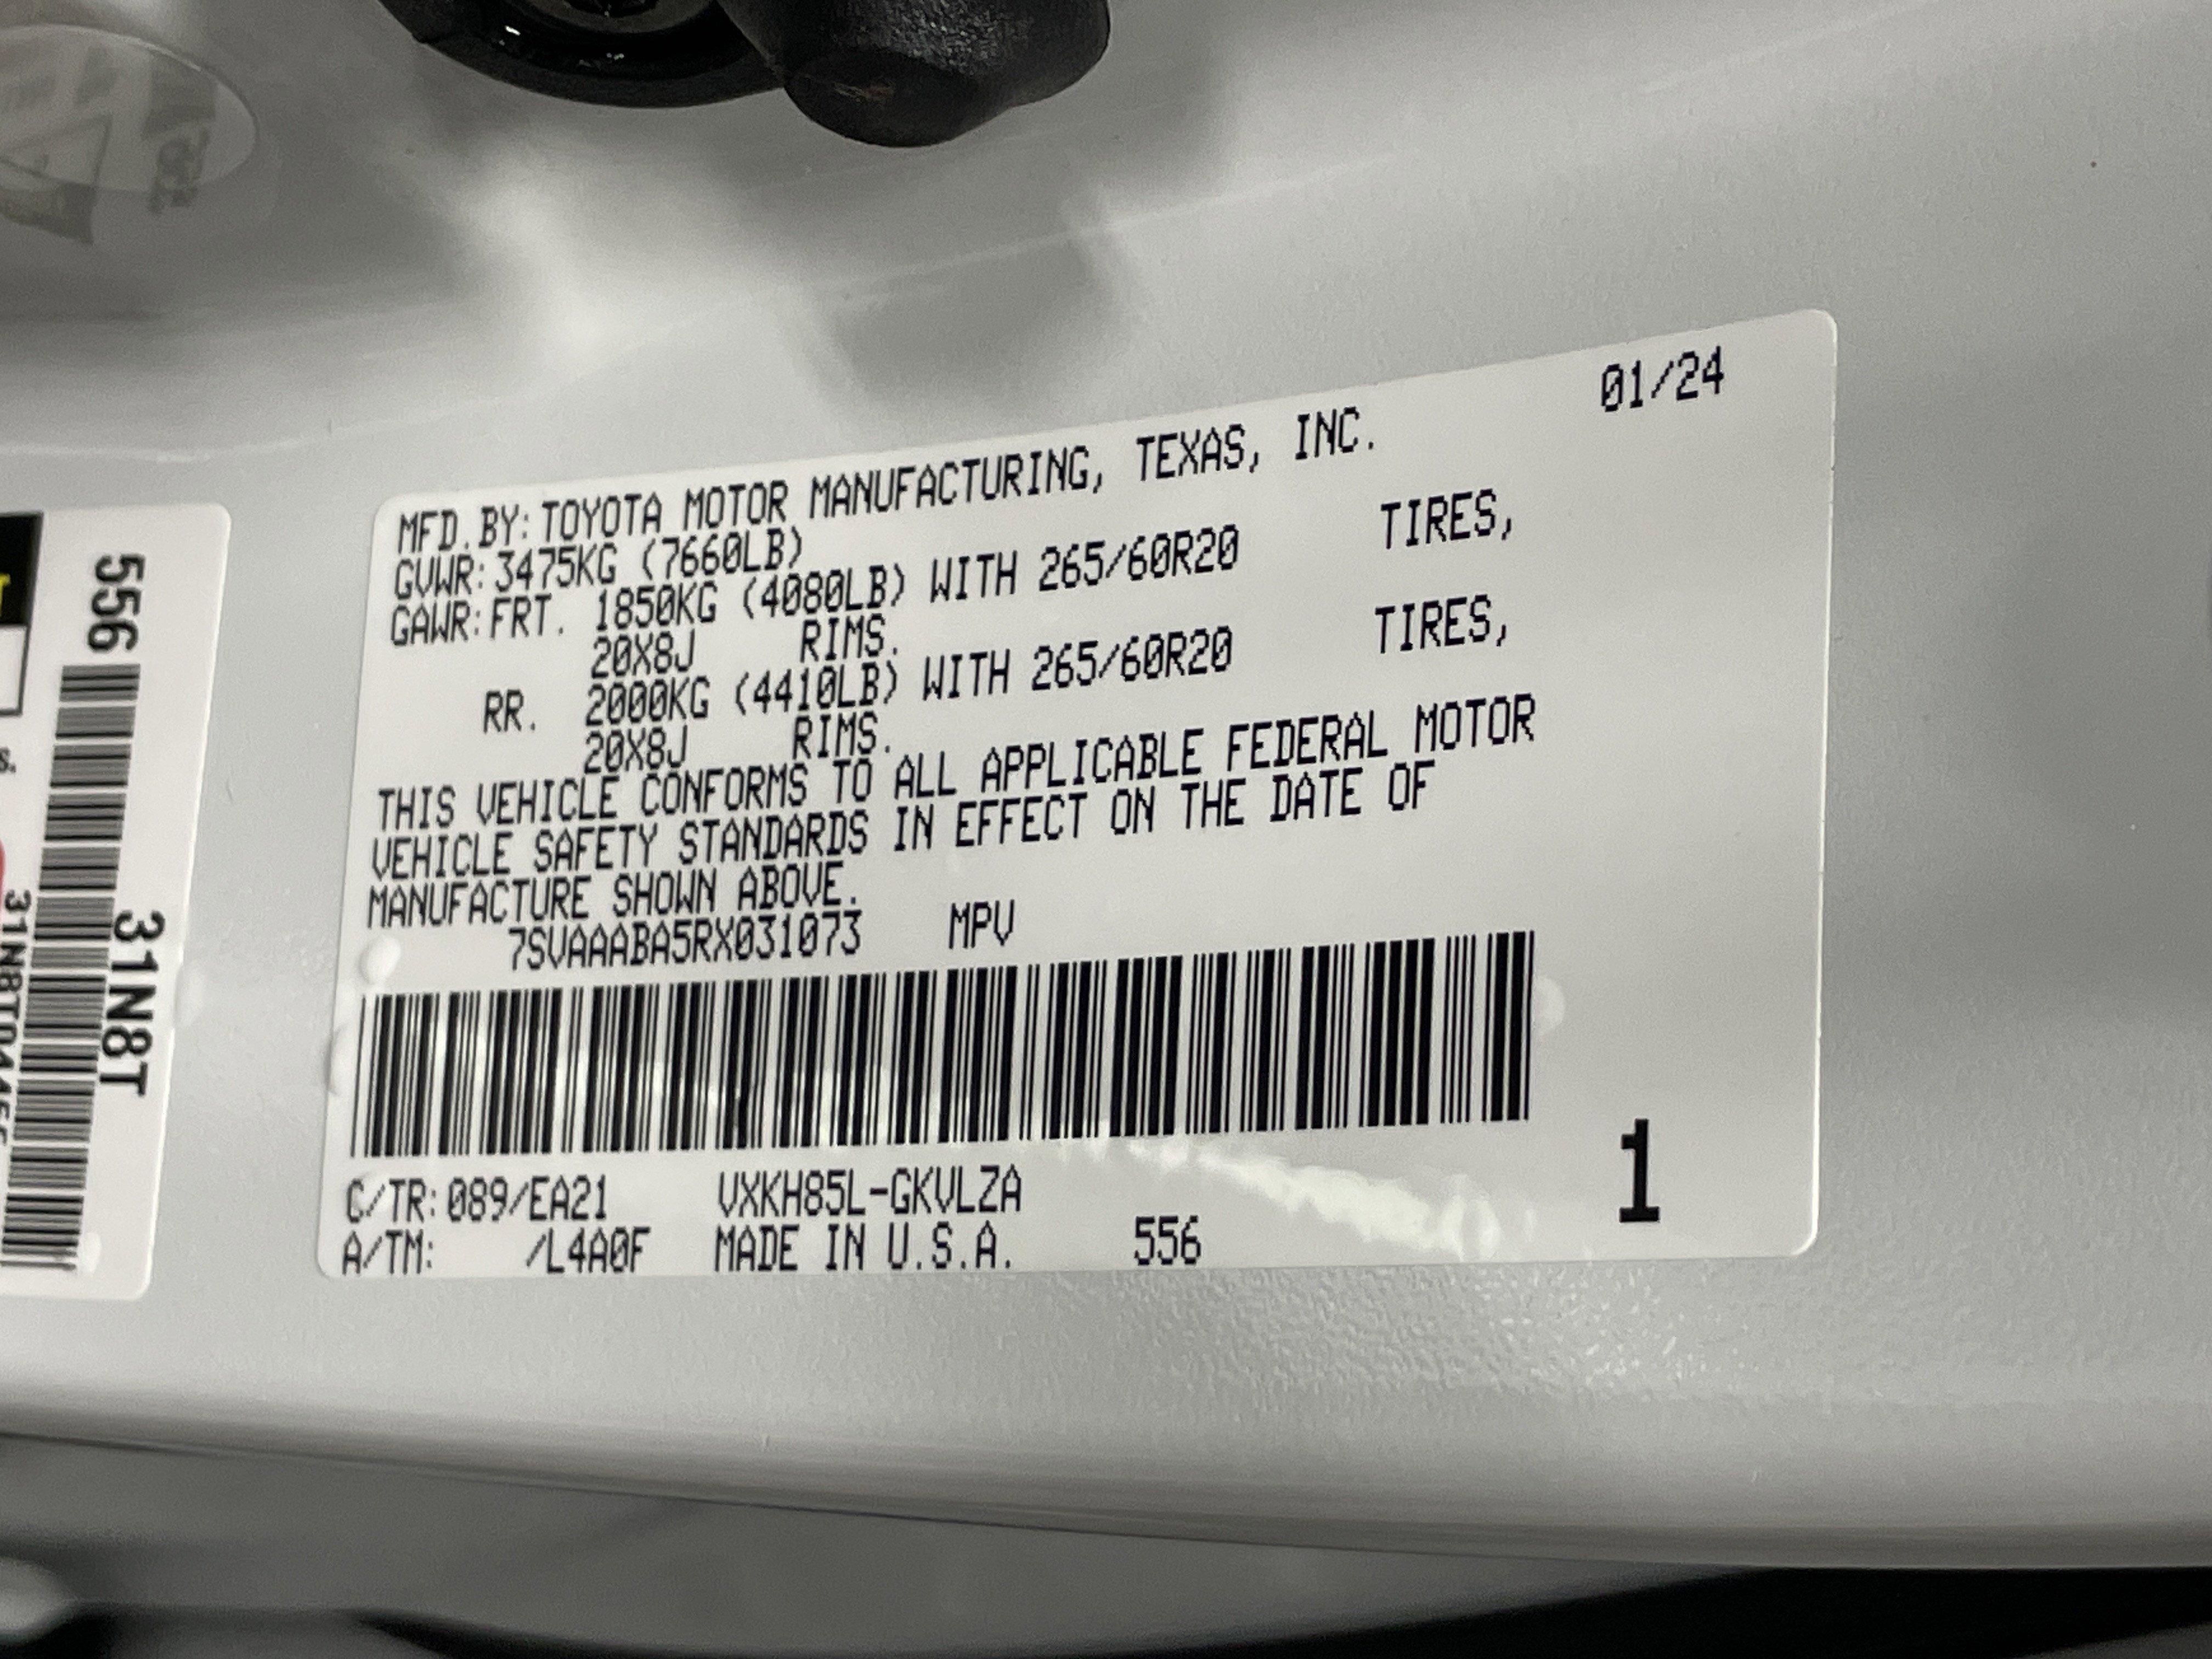 01/24
MFD.BY:TOYOTA MOTOR MANUFACTURING, TEXAS, INC.
GVWR:3475KG (7660LB)
GAWR:FRT. 1850KG (4080LB) WITH 265/60R20 TIRES,
20X8J RIMS.
RR. 2000KG (4410LB) WITH 265/60R20 TIRES,
20X8J RIMS.
THIS VEHICLE CONFORMS TO ALL APPLICABLE FEDERAL MOTOR
VEHICLE SAFETY STANDARDS IN EFFECT ON THE DATE OF
MANUFACTURE SHOWN ABOVE.
7SVAAABA5RX031073 MPV
C/TR:089/EA21 VXKH85L-GKVLZA
A/TM: /L4A0F MADE IN U.S.A. 556
1
556
31N8T